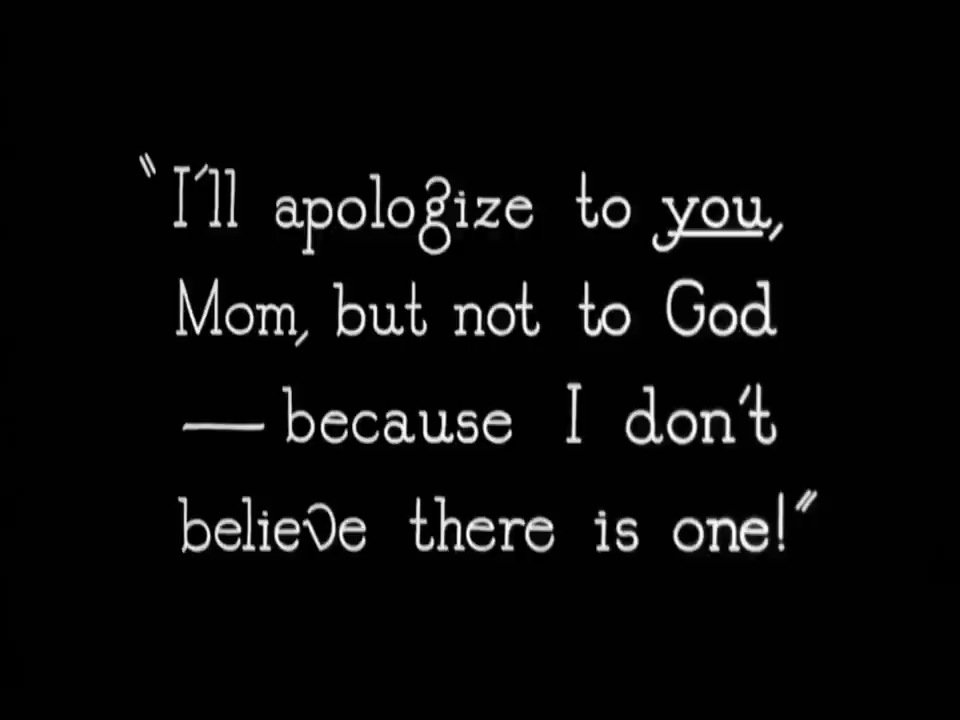 "I'll apologize to you,
Mom, but not to God
— because I don't
believe there is one!"